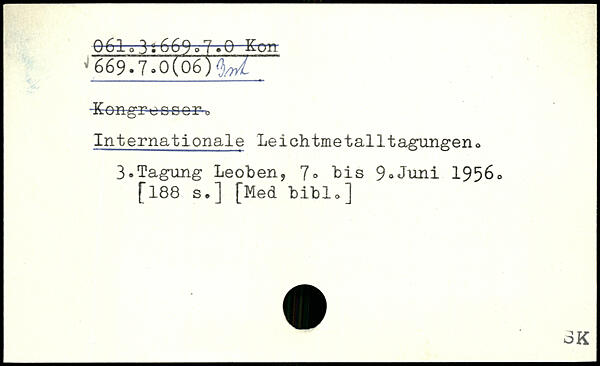 061.3:669.7.0 Kon
669.7.0(06) Int
Kongresser.
Internationale Leichtmetalltagungen.
3.Tagung Leoben, 7. bis 9.Juni 1956.
[188 s.] [Med bibl.]
SK